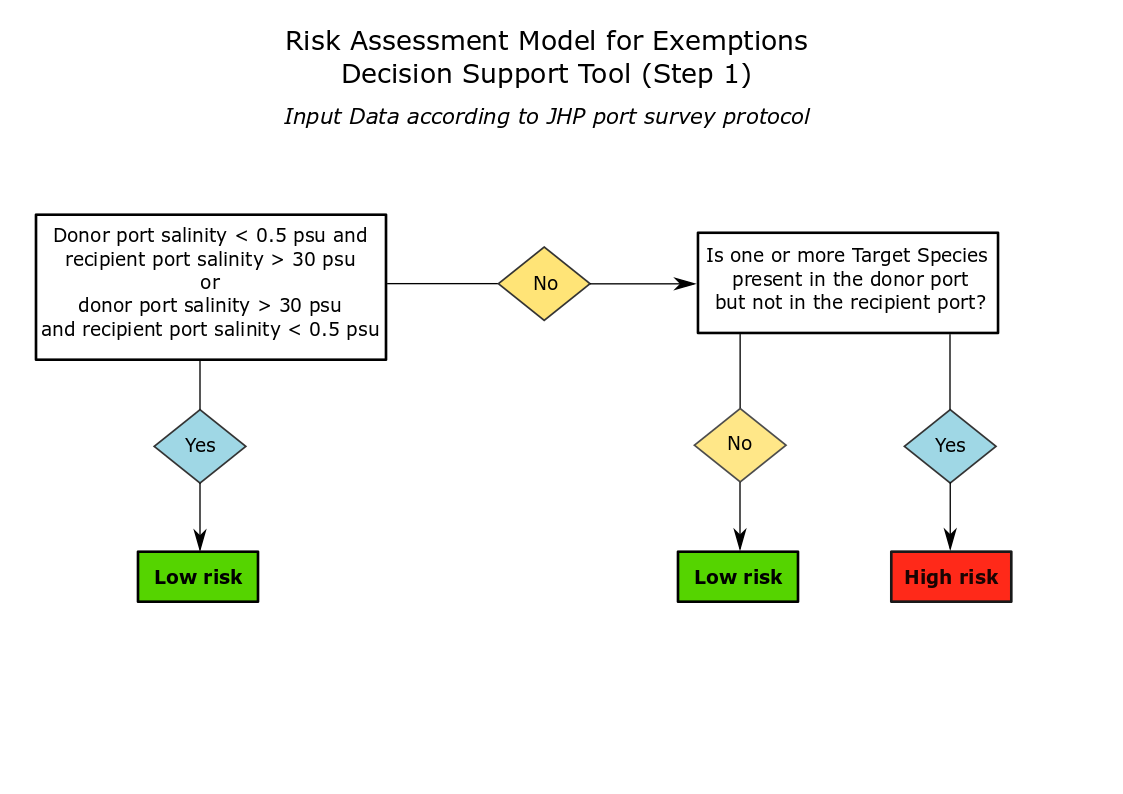 Risk Assessment Model for Exemptions
Decision Support Tool (Step 1)
Input Data according to JHP port survey protocol
Donor port salinity < 0.5 psu and
recipient port salinity > 30 psu
or
donor port salinity > 30 psu
and recipient port salinity < 0.5 psu
No
Is one or more Target Species
present in the donor port
but not in the recipient port?
Yes
No
Yes
Low risk
Low risk
High risk